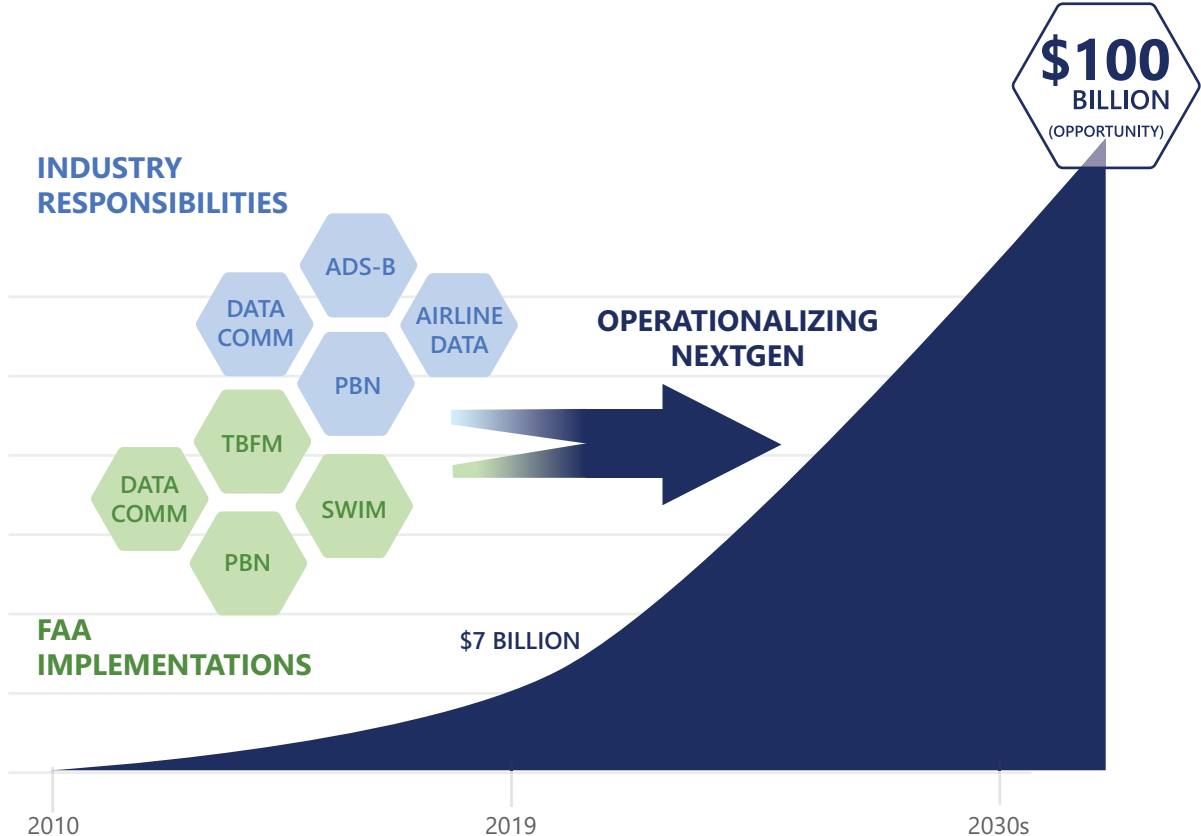 $100
BILLION
(OPPORTUNITY)
INDUSTRY
RESPONSIBILITIES
ADS-B
DATA
COMM
AIRLINE
DATA
PBN
OPERATIONALIZING
NEXTGEN
TBFM
DATA
COMM
SWIM
PBN
FAA
IMPLEMENTATIONS
$7 BILLION
2010
2019
2030s